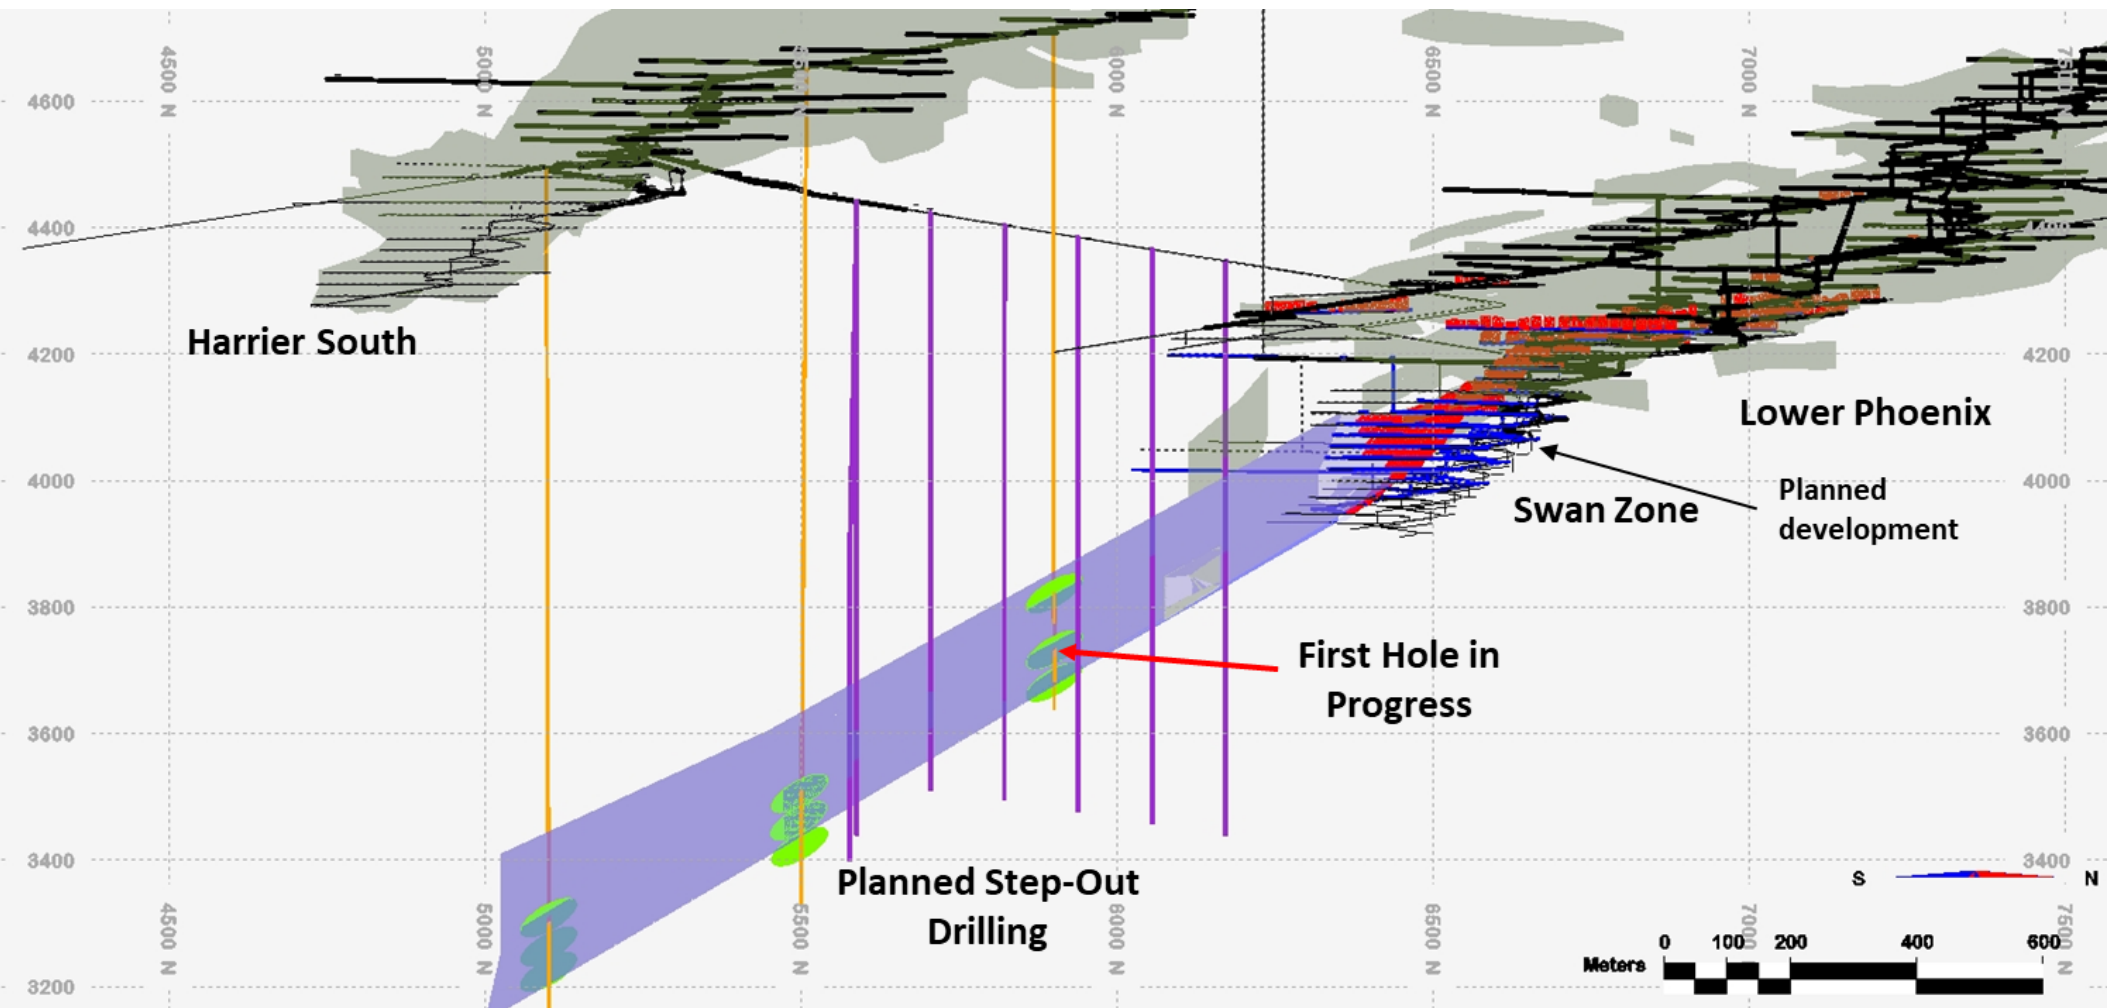 4500 N
5000 N
5500 N
6000 N
6500 N
7000 N
4600
4400
4400
Harrier South
4200
4200
Lower Phoenix
4000
4000
Swan Zone
Planned
development
3800
3800
First Hole in
Progress
3600
3600
3400
3400
Planned Step-Out
Drilling
S
N
4500 N
5000 N
5500 N
6000 N
6500 N
7000 N
7500 N
0 100 200 400 600
Meters
3200